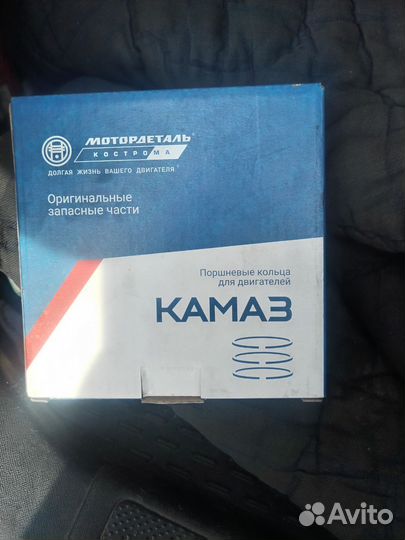 МОТОРДЕТАЛЬ®
КОСТРОМА
ДОЛГАЯ ЖИЗНЬ ВАШЕГО ДВИГАТЕЛЯ
Оригинальные
запасные части
Поршневые кольца
для двигателей
КАМАЗ
Avito